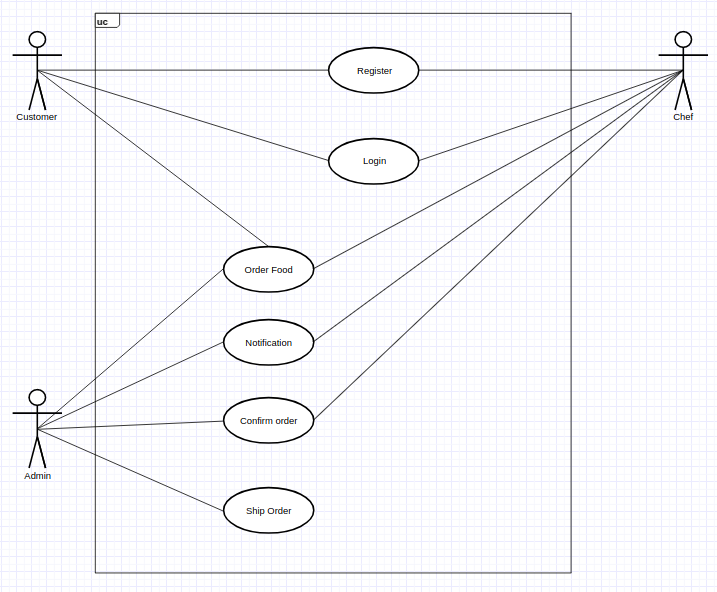 uc
Register
Customer
Chef
Login
Order Food
Notification
Confirm order
Admin
Ship Order